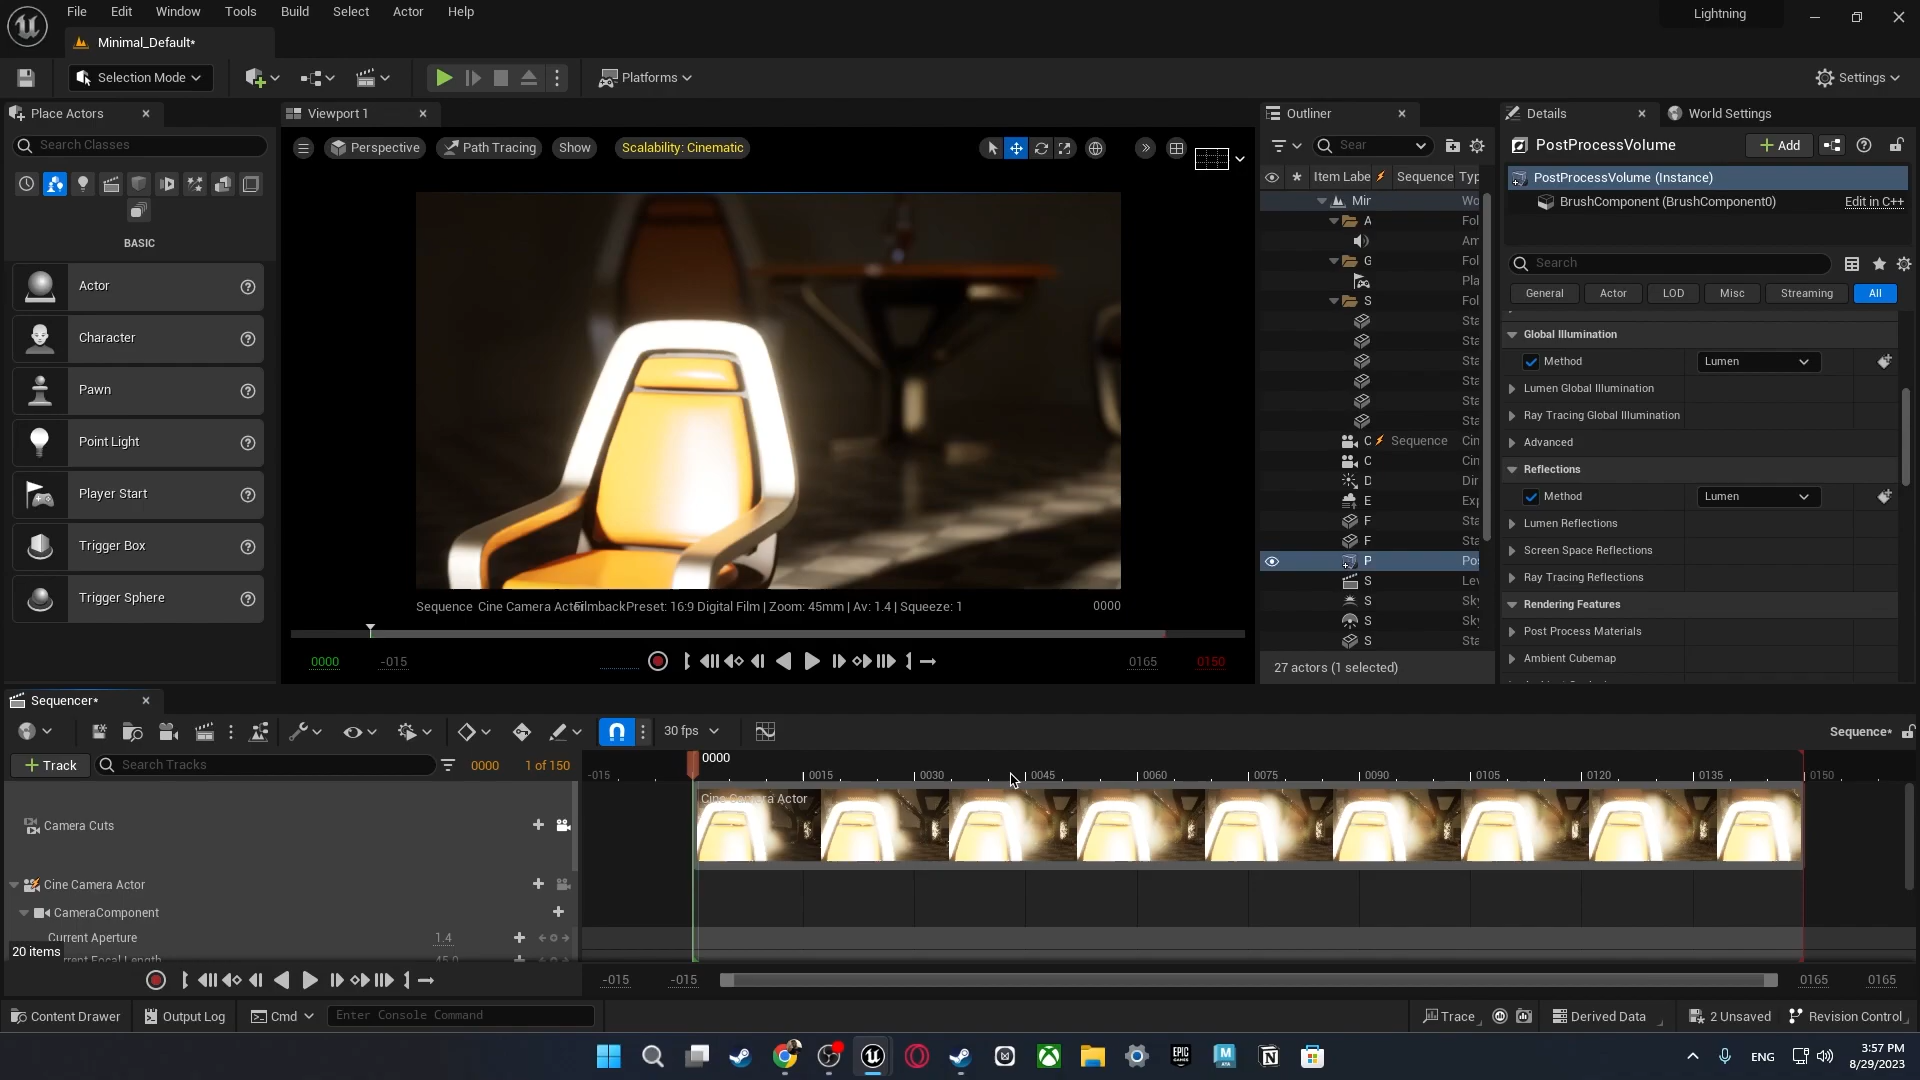 File Edit Window Tools Build Select Actor Help
Lightning
Minimal_Default*
Selection Mode
Platforms
Settings
Place Actors
Search Classes
BASIC
Actor
Character
Pawn
Point Light
Player Start
Trigger Box
Trigger Sphere
Viewport 1
Perspective
Path Tracing
Show
Scalability: Cinematic
Sequence
Cine Camera Actor
FilmbackPreset: 16:9 Digital Film | Zoom: 45mm | Av: 1.4 | Squeeze: 1
0000
0000
-015
0165
0150
Outliner
Sear
Item Labe
Sequence
Typ
Mir
Wo
A
Fol
Am
G
Fol
Pla
S
Fol
Sta
Sta
Sta
Sta
Sta
Sta
C
Sequence
Cin
C
Cin
D
Dir
E
Exp
F
Sta
F
Sta
P
Pos
S
Lev
S
Sky
S
Sky
S
Sta
27 actors (1 selected)
Details
World Settings
PostProcessVolume
Add
PostProcessVolume (Instance)
BrushComponent (BrushComponent0)
Edit in C++
Search
General
Actor
LOD
Misc
Streaming
All
Global Illumination
Method
Lumen
Lumen Global Illumination
Ray Tracing Global Illumination
Advanced
Reflections
Method
Lumen
Lumen Reflections
Screen Space Reflections
Ray Tracing Reflections
Rendering Features
Post Process Materials
Ambient Cubemap
Sequencer*
30 fps
Sequence*
Track
Search Tracks
0000
1 of 150
-015
0000
0015
0030
0045
0060
0075
0090
0105
0120
0135
0150
Cine Camera Actor
Camera Cuts
Cine Camera Actor
CameraComponent
Current Aperture
1.4
20 items
-015
-015
0165
0165
Content Drawer
Output Log
Cmd
Enter Console Command
Trace
Derived Data
2 Unsaved
Revision Control
ENG
3:57 PM
8/29/2023